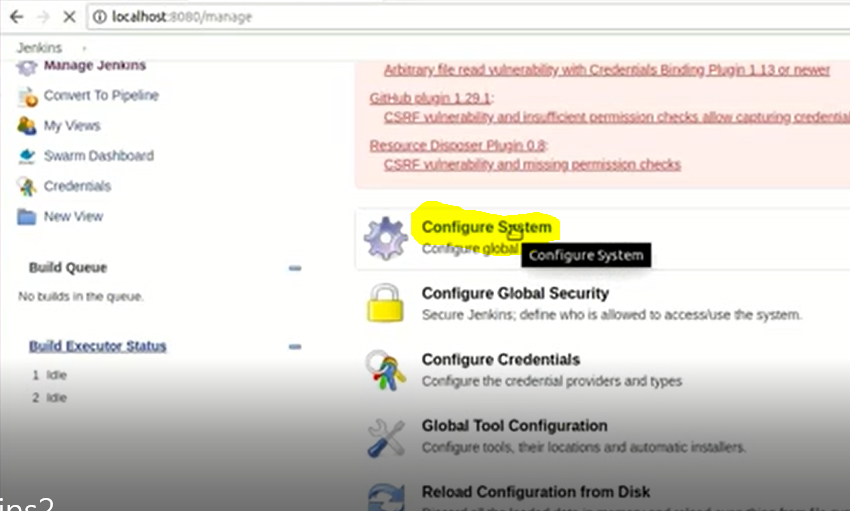 localhost:8080/manage
Jenkins
Manage Jenkins
Convert To Pipeline
My Views
Swarm Dashboard
Credentials
New View
Build Queue
No builds in the queue.
Build Executor Status
1 Idle
2 Idle
Arbitrary file read vulnerability with Credentials Binding Plugin 1.13 or newer
GitHub plugin 1.29.1:
CSRF vulnerability and insufficient permission checks allow capturing credential
Resource Disposer Plugin 0.8:
CSRF vulnerability and missing permission checks
Configure System
Configure global
Configure System
Configure Global Security
Secure Jenkins; define who is allowed to access/use the system.
Configure Credentials
Configure the credential providers and types
Global Tool Configuration
Configure tools, their locations and automatic installers.
Reload Configuration from Disk